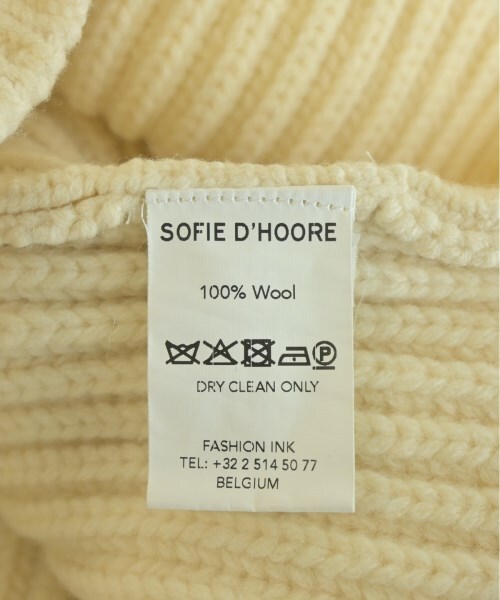 SOFIE D'HOORE
100% Wool
P
DRY CLEAN ONLY
FASHION INK
TEL: +32 2 514 50 77
BELGIUM